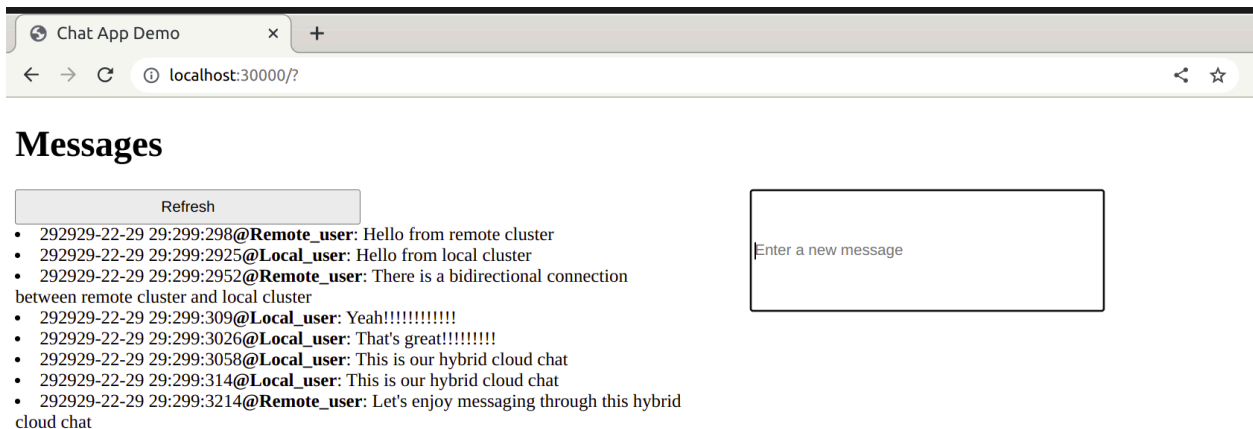 Chat App Demo
localhost:30000/?
Messages
Refresh
292929-22-29 29:299:298@Remote_user: Hello from remote cluster
292929-22-29 29:299:2925@Local_user: Hello from local cluster
292929-22-29 29:299:2952@Remote_user: There is a bidirectional connection
between remote cluster and local cluster
292929-22-29 29:299:309@Local_user: Yeah!!!!!!!!!!!!
292929-22-29 29:299:3026@Local_user: That's great!!!!!!!!!
292929-22-29 29:299:3058@Local_user: This is our hybrid cloud chat
292929-22-29 29:299:314@Local_user: This is our hybrid cloud chat
292929-22-29 29:299:3214@Remote_user: Let's enjoy messaging through this hybrid
cloud chat
Enter a new message